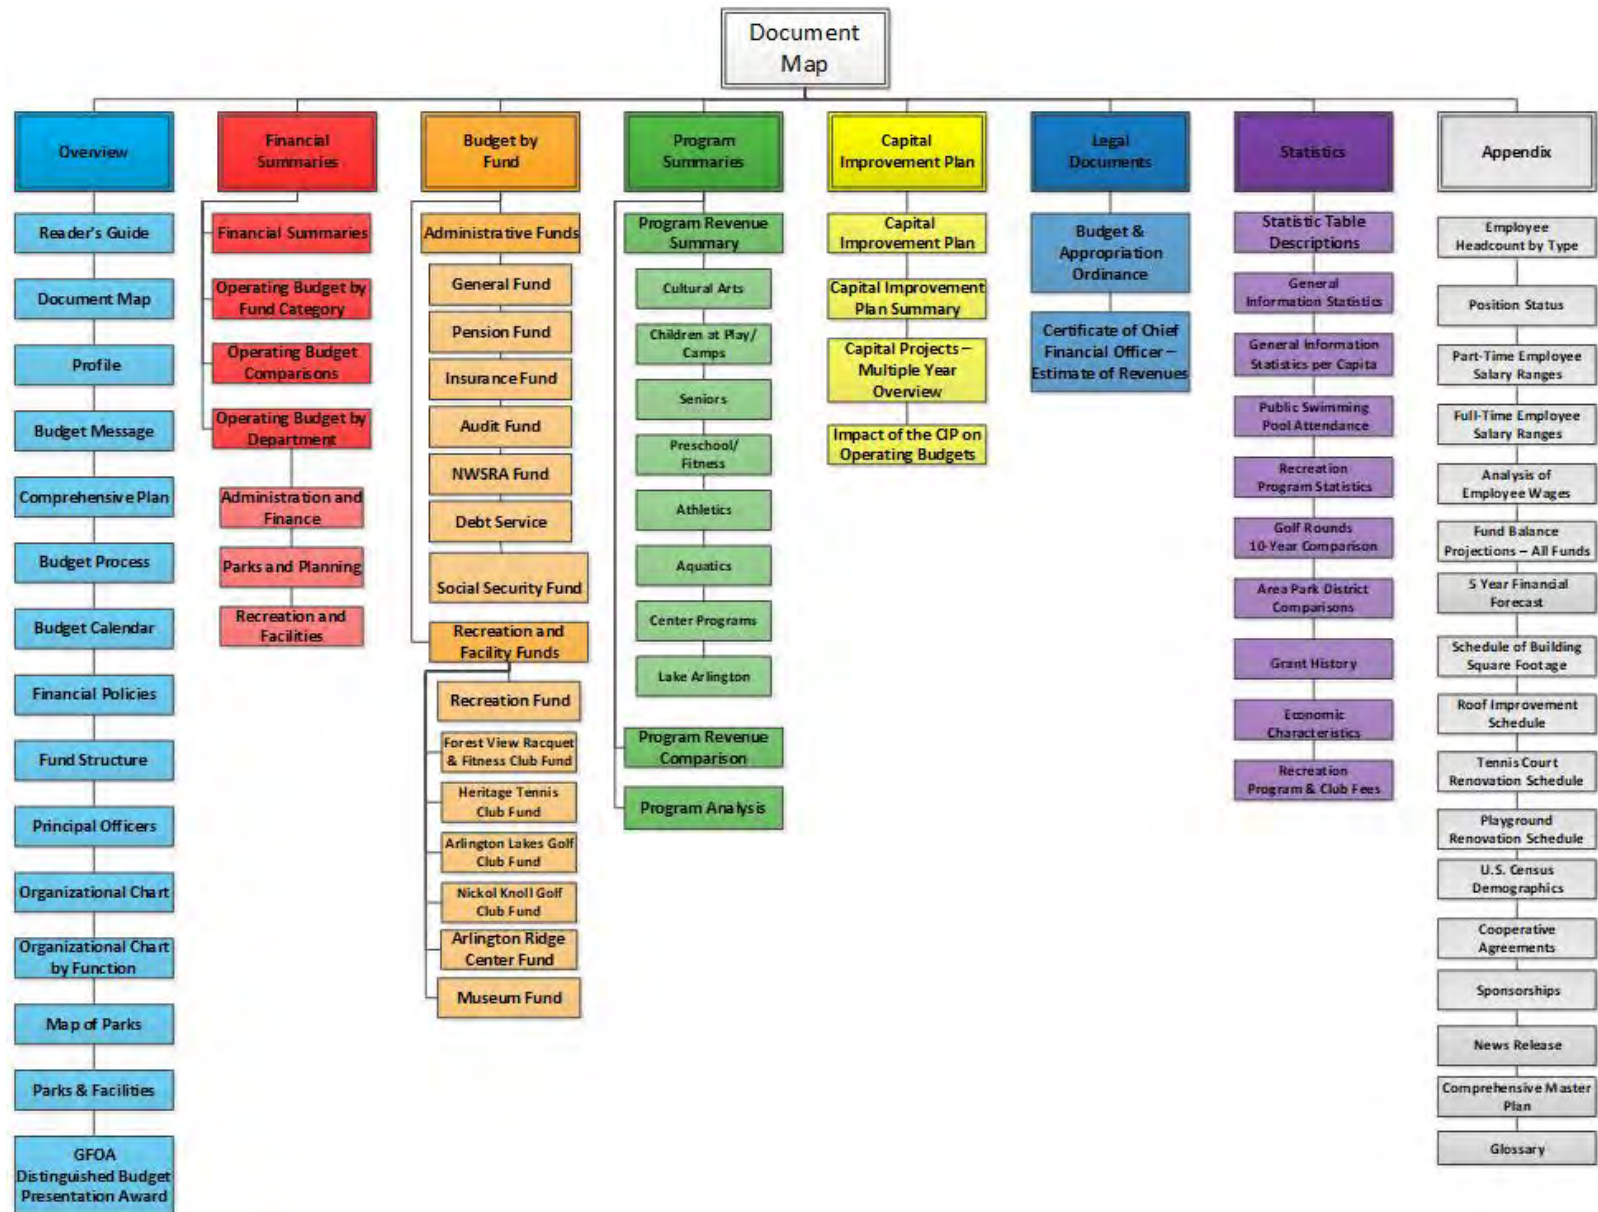 Document
Map
Overview
Reader's Guide
Document Map
Profile
Budget Message
Comprehensive Plan
Budget Process
Budget Calendar
Financial Policies
Fund Structure
Principal Officers
Organizational Chart
Organizational Chart
by Function
Map of Parks
Parks & Facilities
GFOA
Distinguished Budget
Presentation Award
Financial
Summaries
Financial Summaries
Operating Budget by
Fund Category
Operating Budget
Comparisons
Operating Budget by
Department
Administration and
Finance
Parks and Planning
Recreation and
Facilities
Budget by
Fund
Administrative Funds
General Fund
Pension Fund
Insurance Fund
Audit Fund
NWSRA Fund
Debt Service
Social Security Fund
Recreation and
Facility Funds
Recreation Fund
Forest View Racquet
& Fitness Club Fund
Heritage Tennis
Club Fund
Arlington Lakes Golf
Club Fund
Nickol Knoll Golf
Club Fund
Arlington Ridge
Center Fund
Museum Fund
Program
Summaries
Program Revenue
Summary
Cultural Arts
Children at Play/
Camps
Seniors
Preschool/
Fitness
Athletics
Aquatics
Center Programs
Lake Arlington
Program Revenue
Comparison
Program Analysis
Capital
Improvement Plan
Capital
Improvement Plan
Capital Improvement
Plan Summary
Capital Projects –
Multiple Year
Overview
Impact of the CIP on
Operating Budgets
Legal
Documents
Budget &
Appropriation
Ordinance
Certificate of Chief
Financial Officer –
Estimate of Revenues
Statistics
Statistic Table
Descriptions
General
Information Statistics
General Information
Statistics per Capita
Public Swimming
Pool Attendance
Recreation
Program Statistics
Golf Rounds
10-Year Comparison
Area Park District
Comparisons
Grant History
Economic
Characteristics
Recreation
Program & Club Fees
Appendix
Employee
Headcount by Type
Position Status
Part-Time Employee
Salary Ranges
Full-Time Employee
Salary Ranges
Analysis of
Employee Wages
Fund Balance
Projections – All Funds
5 Year Financial
Forecast
Schedule of Building
Square Footage
Roof Improvement
Schedule
Tennis Court
Renovation Schedule
Playground
Renovation Schedule
U.S. Census
Demographics
Cooperative
Agreements
Sponsorships
News Release
Comprehensive Master
Plan
Glossary